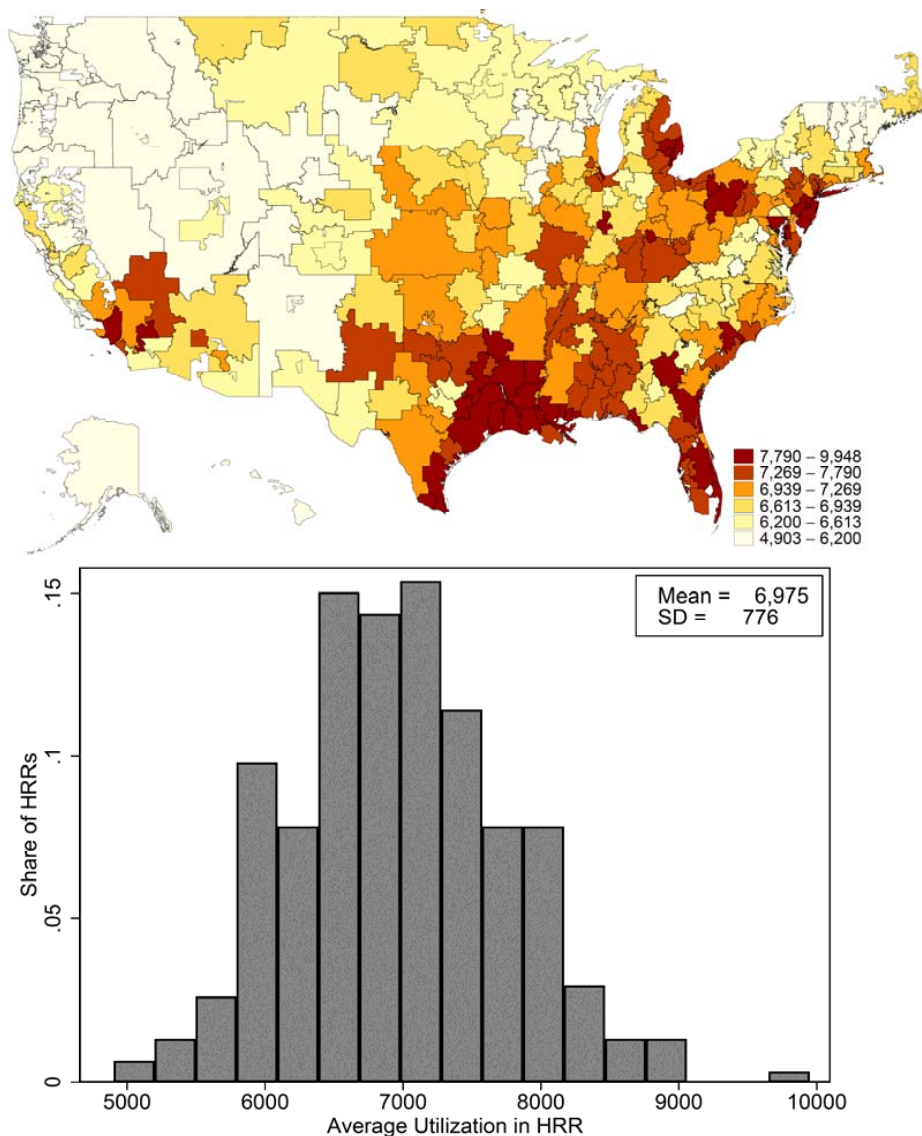 7,790 – 9,948
7,269 – 7,790
6,939 – 7,269
6,613 – 6,939
6,200 – 6,613
4,903 – 6,200
Mean = 6,975
SD = 776
.15
.1
.05
0
Share of HRRs
5000 6000 7000 8000 9000 10000
Average Utilization in HRR